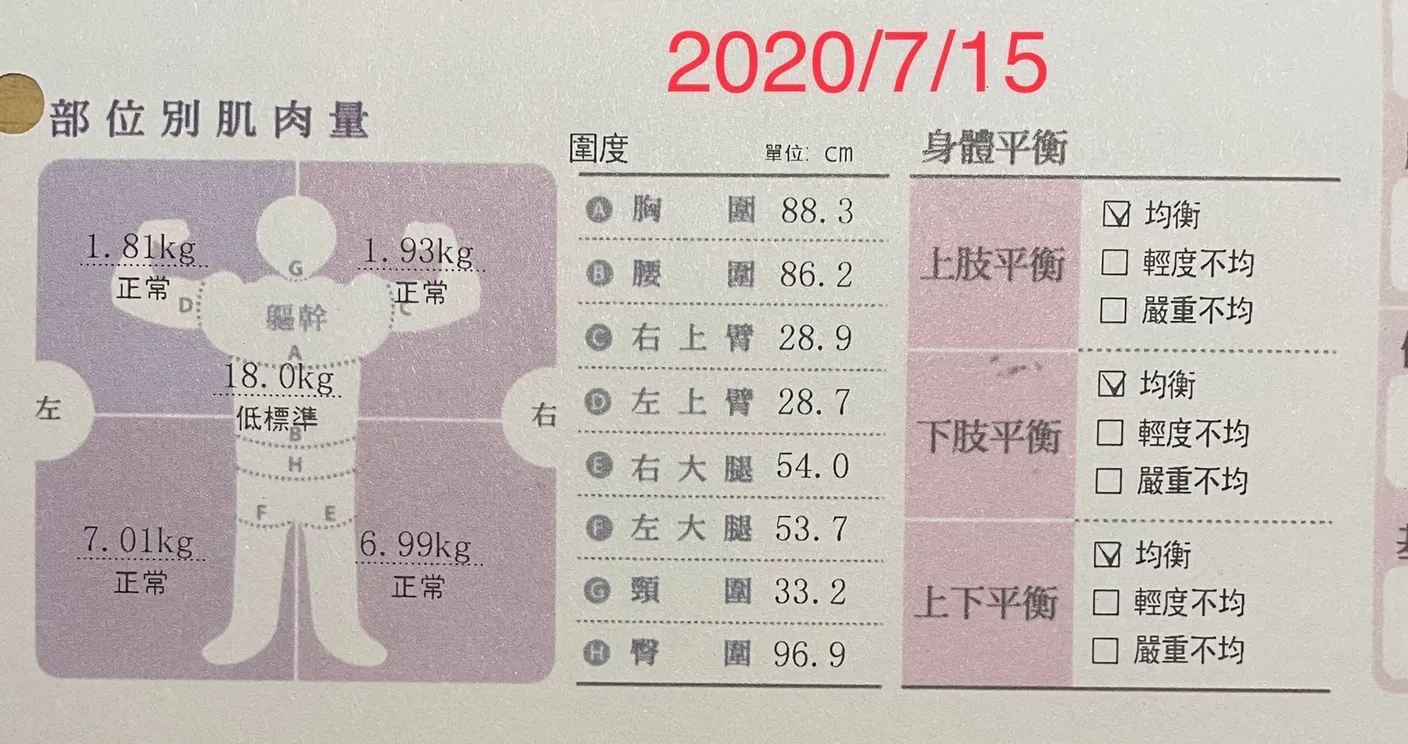 2020/7/15
部位別肌肉量
1.81kg
正常
1.93kg
正常
G
D
C
軀幹
A
18.0kg
低標準
B
H
左
右
F E
7.01kg
正常
6.99kg
正常
圍度 單位: cm
A 胸圍 88.3
B 腰圍 86.2
C 右上臂 28.9
D 左上臂 28.7
E 右大腿 54.0
F 左大腿 53.7
G 頸圍 33.2
H 臀圍 96.9
身體平衡
上肢平衡
☑ 均衡
☐ 輕度不均
☐ 嚴重不均
下肢平衡
☑ 均衡
☐ 輕度不均
☐ 嚴重不均
上下平衡
☑ 均衡
☐ 輕度不均
☐ 嚴重不均